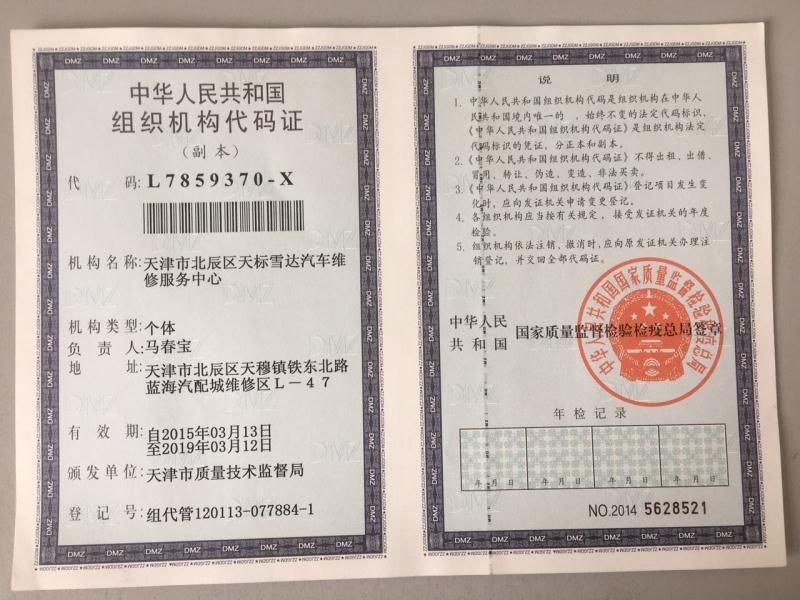 中华人民共和国
组织机构代码证
（副本）
代 码: L7859370-X
机构名称: 天津市北辰区天标雪达汽车维
修服务中心
机构类型: 个体
负 责 人: 马春宝
地 址: 天津市北辰区天穆镇铁东北路
蓝海汽配城维修区L－47
有 效 期: 自2015年03月13日
至2019年03月12日
颁发单位: 天津市质量技术监督局
登 记 号: 组代管120113-077884-1
说 明
1. 中华人民共和国组织机构代码是组织机构在中华人
民共和国境内唯一的、始终不变的法定代码标识，
《中华人民共和国组织机构代码证》是组织机构法定
代码标识的凭证，分正本和副本。
2.《中华人民共和国组织机构代码证》不得出租、出借、
冒用、转让、伪造、变造、非法买卖。
3.《中华人民共和国组织机构代码证》登记项目发生变
化时，应向发证机关申请变更登记。
4. 各组织机构应当按有关规定，接受发证机关的年度
检验。
5. 组织机构依法注销、撤消时，应向原发证机关办理注
销登记，并交回全部代码证。
中华人民
共 和 国 国家质量监督检验检疫总局签章
中华人民共和国国家质量监督检验检疫总局
年检记录
年 月 日 年 月 日 年 月 日 年 月 日
NO.2014 5628521